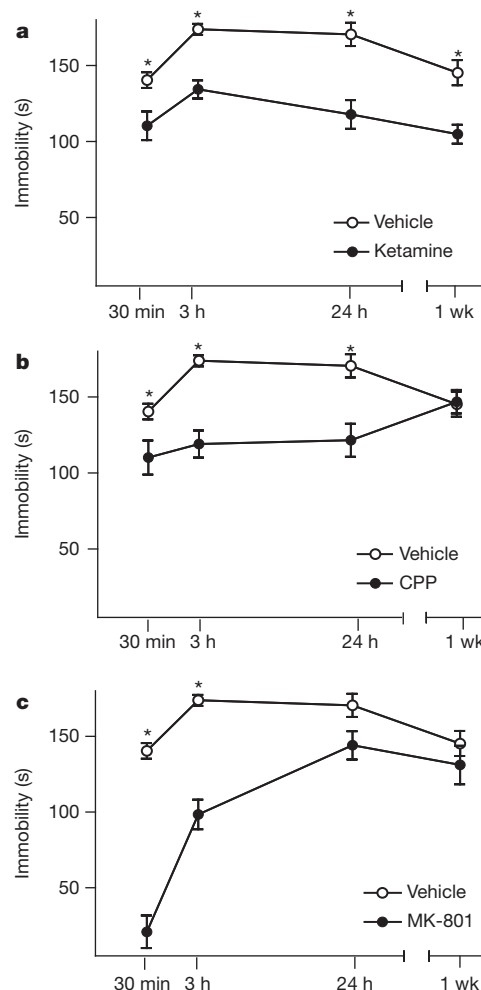 a
*
*
*
*
150
100
50
Immobility (s)
Vehicle
Ketamine
30 min 3 h 24 h 1 wk
b
*
*
*
150
100
50
Immobility (s)
Vehicle
CPP
30 min 3 h 24 h 1 wk
c
*
*
150
100
50
Immobility (s)
Vehicle
MK-801
30 min 3 h 24 h 1 wk